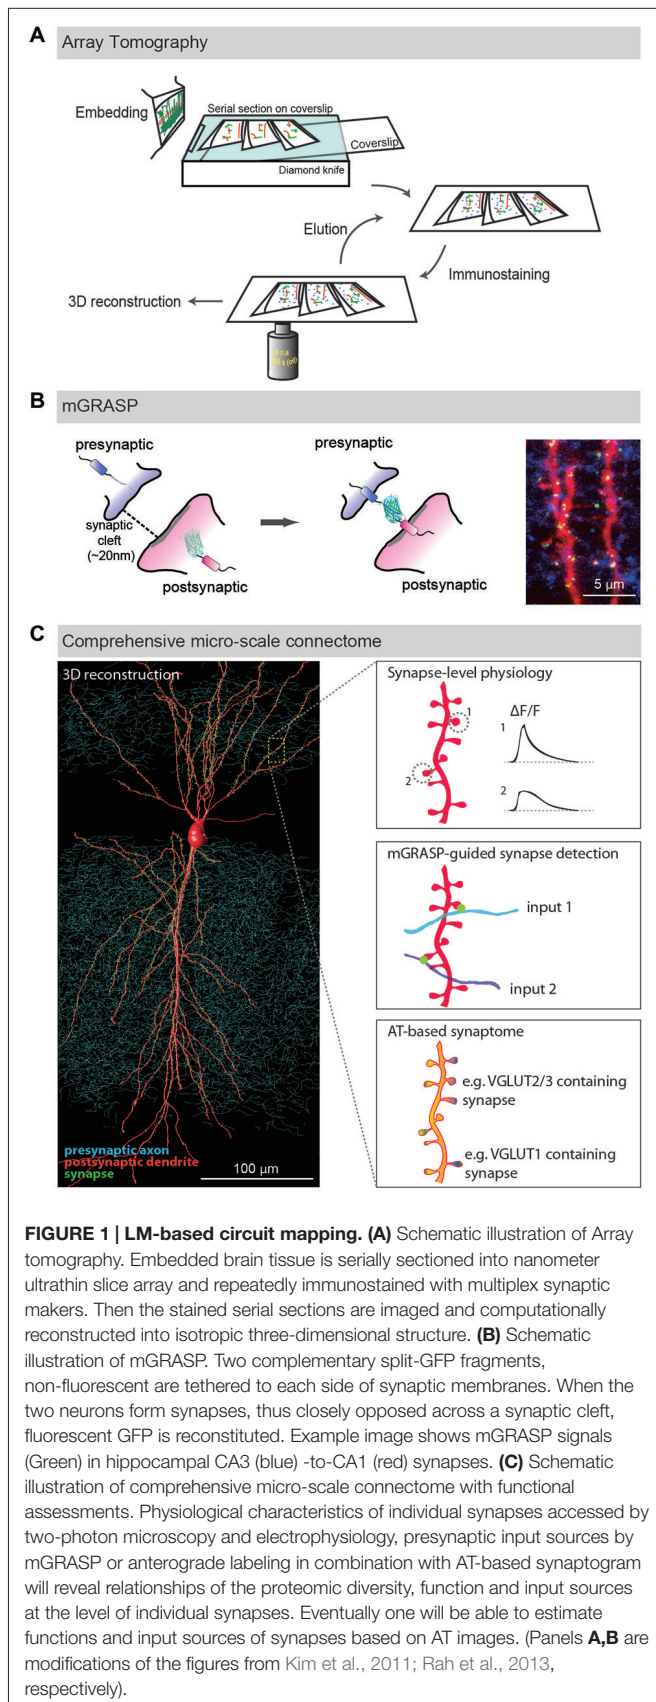 A
Array Tomography
Embedding
Serial section on coverslip
Coverslip
Diamond knife
Elution
Immunostaining
3D reconstruction
B
mGRASP
presynaptic
synaptic
cleft
(~20nm)
postsynaptic
presynaptic
postsynaptic
5 µm
C
Comprehensive micro-scale connectome
3D reconstruction
presynaptic axon
postsynaptic dendrite
synapse
100 µm
Synapse-level physiology
1
2
ΔF/F
1
2
mGRASP-guided synapse detection
input 1
input 2
AT-based synaptome
e.g. VGLUT2/3 containing
synapse
e.g. VGLUT1 containing
synapse
FIGURE 1 | LM-based circuit mapping. (A) Schematic illustration of Array
tomography. Embedded brain tissue is serially sectioned into nanometer
ultrathin slice array and repeatedly immunostained with multiplex synaptic
makers. Then the stained serial sections are imaged and computationally
reconstructed into isotropic three-dimensional structure. (B) Schematic
illustration of mGRASP. Two complementary split-GFP fragments,
non-fluorescent are tethered to each side of synaptic membranes. When the
two neurons form synapses, thus closely opposed across a synaptic cleft,
fluorescent GFP is reconstituted. Example image shows mGRASP signals
(Green) in hippocampal CA3 (blue) -to-CA1 (red) synapses. (C) Schematic
illustration of comprehensive micro-scale connectome with functional
assessments. Physiological characteristics of individual synapses accessed by
two-photon microscopy and electrophysiology, presynaptic input sources by
mGRASP or anterograde labeling in combination with AT-based synaptogram
will reveal relationships of the proteomic diversity, function and input sources
at the level of individual synapses. Eventually one will be able to estimate
functions and input sources of synapses based on AT images. (Panels A,B are
modifications of the figures from Kim et al., 2011; Rah et al., 2013,
respectively).